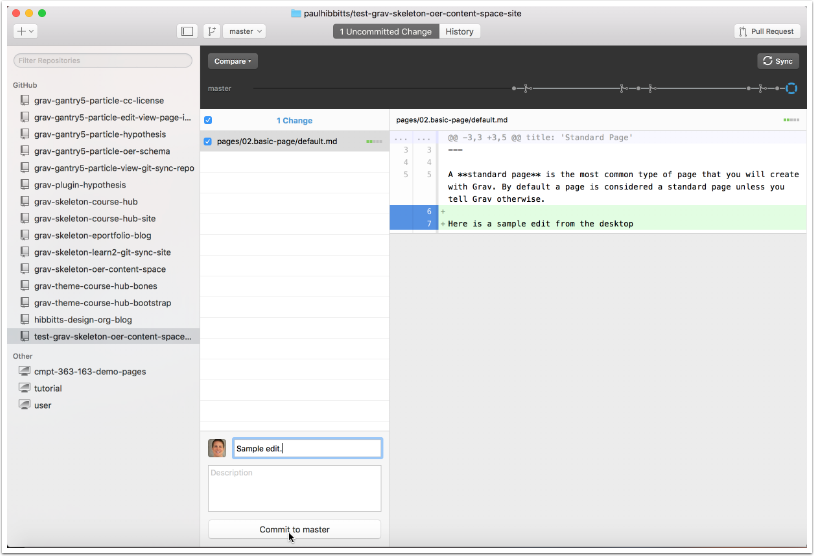 paulhibbitts/test-grav-skeleton-oer-content-space-site
master
1 Uncommitted Change
History
Pull Request
Filter Repositories
Compare
Sync
master
GitHub
grav-gantry5-particle-cc-license
grav-gantry5-particle-edit-view-page-i...
grav-gantry5-particle-hypothesis
grav-gantry5-particle-oer-schema
grav-gantry5-particle-view-git-sync-repo
grav-plugin-hypothesis
grav-skeleton-course-hub
grav-skeleton-course-hub-site
grav-skeleton-eportfolio-blog
grav-skeleton-learn2-git-sync-site
grav-skeleton-oer-content-space
grav-theme-course-hub-bones
grav-theme-course-hub-bootstrap
hibbitts-design-org-blog
test-grav-skeleton-oer-content-space...
Other
cmpt-363-163-demo-pages
tutorial
user
1 Change
pages/02.basic-page/default.md
Sample edit.
Description
Commit to master
pages/02.basic-page/default.md
... ... @@ -3,3 +3,5 @@ title: 'Standard Page'
3 3 ---
4 4
5 5 A **standard page** is the most common type of page that you will create
with Grav. By default a page is considered a standard page unless you
tell Grav otherwise.
6 +
7 +Here is a sample edit from the desktop